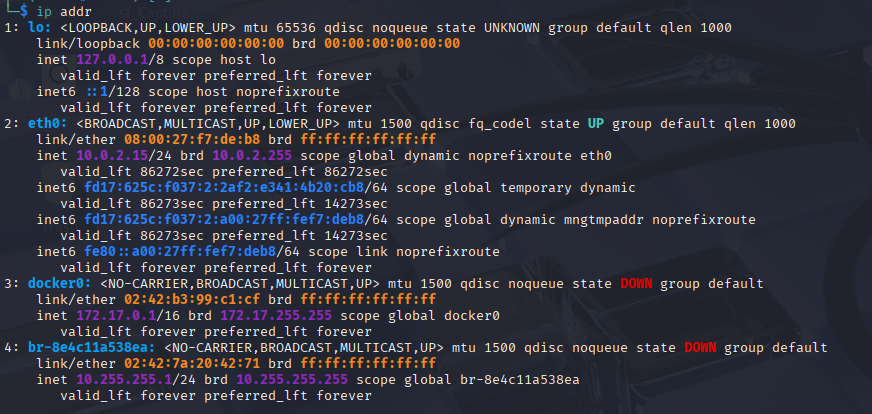 └─$ ip addr
1: lo: <LOOPBACK,UP,LOWER_UP> mtu 65536 qdisc noqueue state UNKNOWN group default qlen 1000
link/loopback 00:00:00:00:00:00 brd 00:00:00:00:00:00
inet 127.0.0.1/8 scope host lo
valid_lft forever preferred_lft forever
inet6 ::1/128 scope host noprefixroute
valid_lft forever preferred_lft forever
2: eth0: <BROADCAST,MULTICAST,UP,LOWER_UP> mtu 1500 qdisc fq_codel state UP group default qlen 1000
link/ether 08:00:27:f7:de:b8 brd ff:ff:ff:ff:ff:ff
inet 10.0.2.15/24 brd 10.0.2.255 scope global dynamic noprefixroute eth0
valid_lft 86272sec preferred_lft 86272sec
inet6 fd17:625c:f037:2:2af2:e341:4b20:cb8/64 scope global temporary dynamic
valid_lft 86273sec preferred_lft 14273sec
inet6 fd17:625c:f037:2:a00:27ff:fef7:deb8/64 scope global dynamic mngtmpaddr noprefixroute
valid_lft 86273sec preferred_lft 14273sec
inet6 fe80::a00:27ff:fef7:deb8/64 scope link noprefixroute
valid_lft forever preferred_lft forever
3: docker0: <NO-CARRIER,BROADCAST,MULTICAST,UP> mtu 1500 qdisc noqueue state DOWN group default
link/ether 02:42:b3:99:c1:cf brd ff:ff:ff:ff:ff:ff
inet 172.17.0.1/16 brd 172.17.255.255 scope global docker0
valid_lft forever preferred_lft forever
4: br-8e4c11a538ea: <NO-CARRIER,BROADCAST,MULTICAST,UP> mtu 1500 qdisc noqueue state DOWN group default
link/ether 02:42:7a:20:42:71 brd ff:ff:ff:ff:ff:ff
inet 10.255.255.1/24 brd 10.255.255.255 scope global br-8e4c11a538ea
valid_lft forever preferred_lft forever